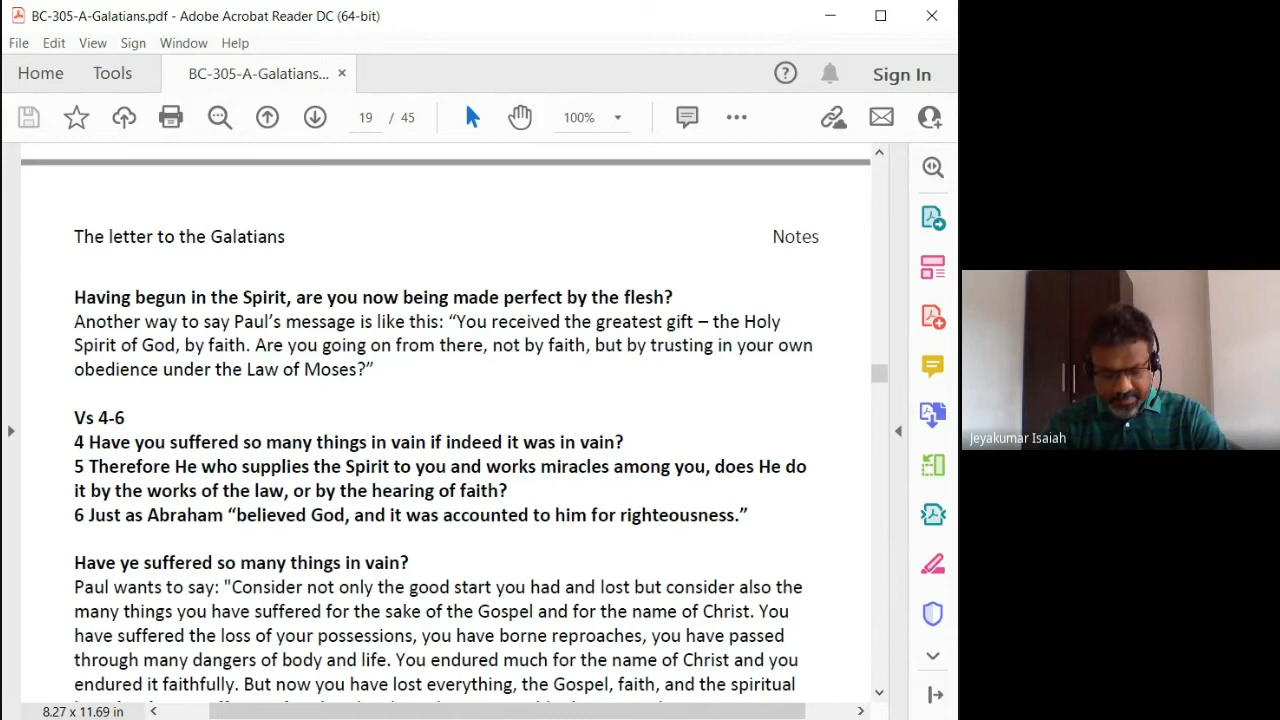 BC-305-A-Galatians.pdf - Adobe Acrobat Reader DC (64-bit)
File Edit View Sign Window Help
Home Tools BC-305-A-Galatians... × Sign In
19 / 45 100%
The letter to the Galatians Notes
Having begun in the Spirit, are you now being made perfect by the flesh?
Another way to say Paul's message is like this: “You received the greatest gift – the Holy
Spirit of God, by faith. Are you going on from there, not by faith, but by trusting in your own
obedience under the Law of Moses?”
Vs 4-6
4 Have you suffered so many things in vain if indeed it was in vain?
5 Therefore He who supplies the Spirit to you and works miracles among you, does He do
it by the works of the law, or by the hearing of faith?
6 Just as Abraham “believed God, and it was accounted to him for righteousness.”
Have ye suffered so many things in vain?
Paul wants to say: "Consider not only the good start you had and lost but consider also the
many things you have suffered for the sake of the Gospel and for the name of Christ. You
have suffered the loss of your possessions, you have borne reproaches, you have passed
through many dangers of body and life. You endured much for the name of Christ and you
endured it faithfully. But now you have lost everything, the Gospel, faith, and the spiritual
8.27 x 11.69 in
Jeyakumar Isaiah